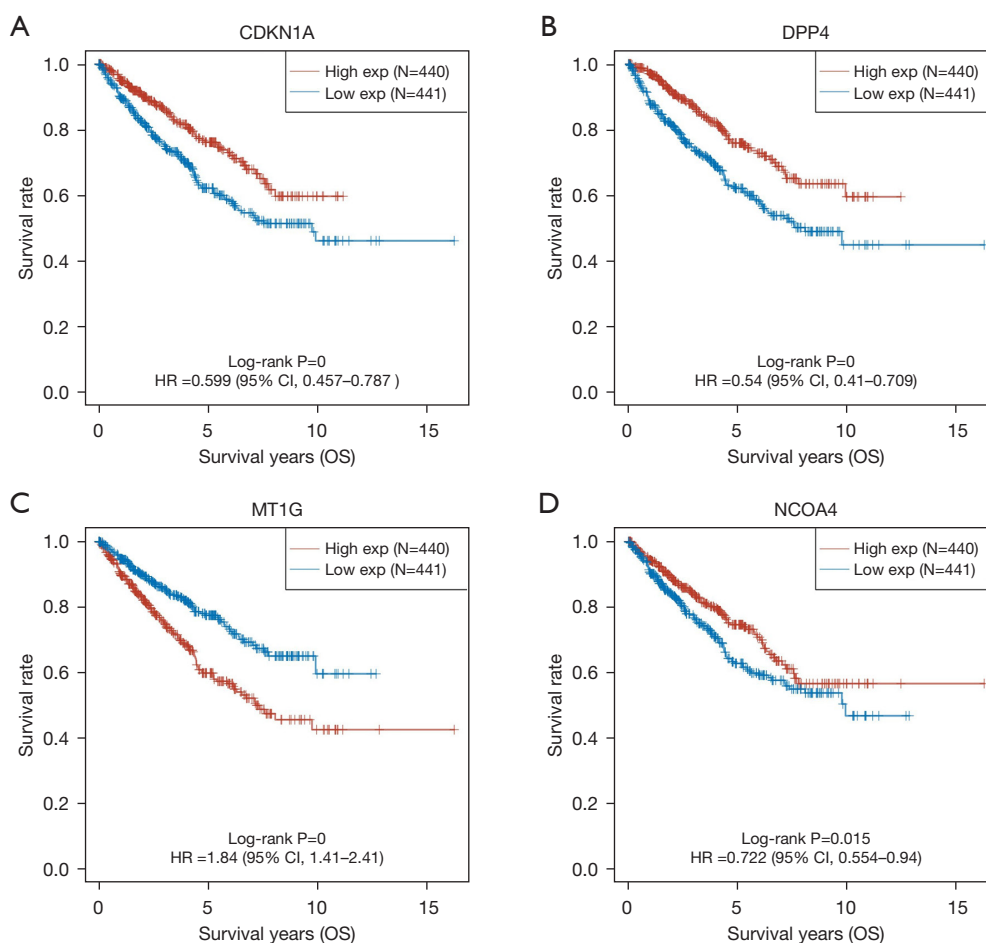 A
CDKN1A
High exp (N=440)
Low exp (N=441)
1.0
0.8
0.6
0.4
0.2
0.0
Survival rate
Log-rank P=0
HR =0.599 (95% CI, 0.457–0.787 )
0 5 10 15
Survival years (OS)
B
DPP4
High exp (N=440)
Low exp (N=441)
1.0
0.8
0.6
0.4
0.2
0.0
Survival rate
Log-rank P=0
HR =0.54 (95% CI, 0.41–0.709)
0 5 10 15
Survival years (OS)
C
MT1G
High exp (N=440)
Low exp (N=441)
1.0
0.8
0.6
0.4
0.2
0.0
Survival rate
Log-rank P=0
HR =1.84 (95% CI, 1.41–2.41)
0 5 10 15
Survival years (OS)
D
NCOA4
High exp (N=440)
Low exp (N=441)
1.0
0.8
0.6
0.4
0.2
0.0
Survival rate
Log-rank P=0.015
HR =0.722 (95% CI, 0.554–0.94)
0 5 10 15
Survival years (OS)